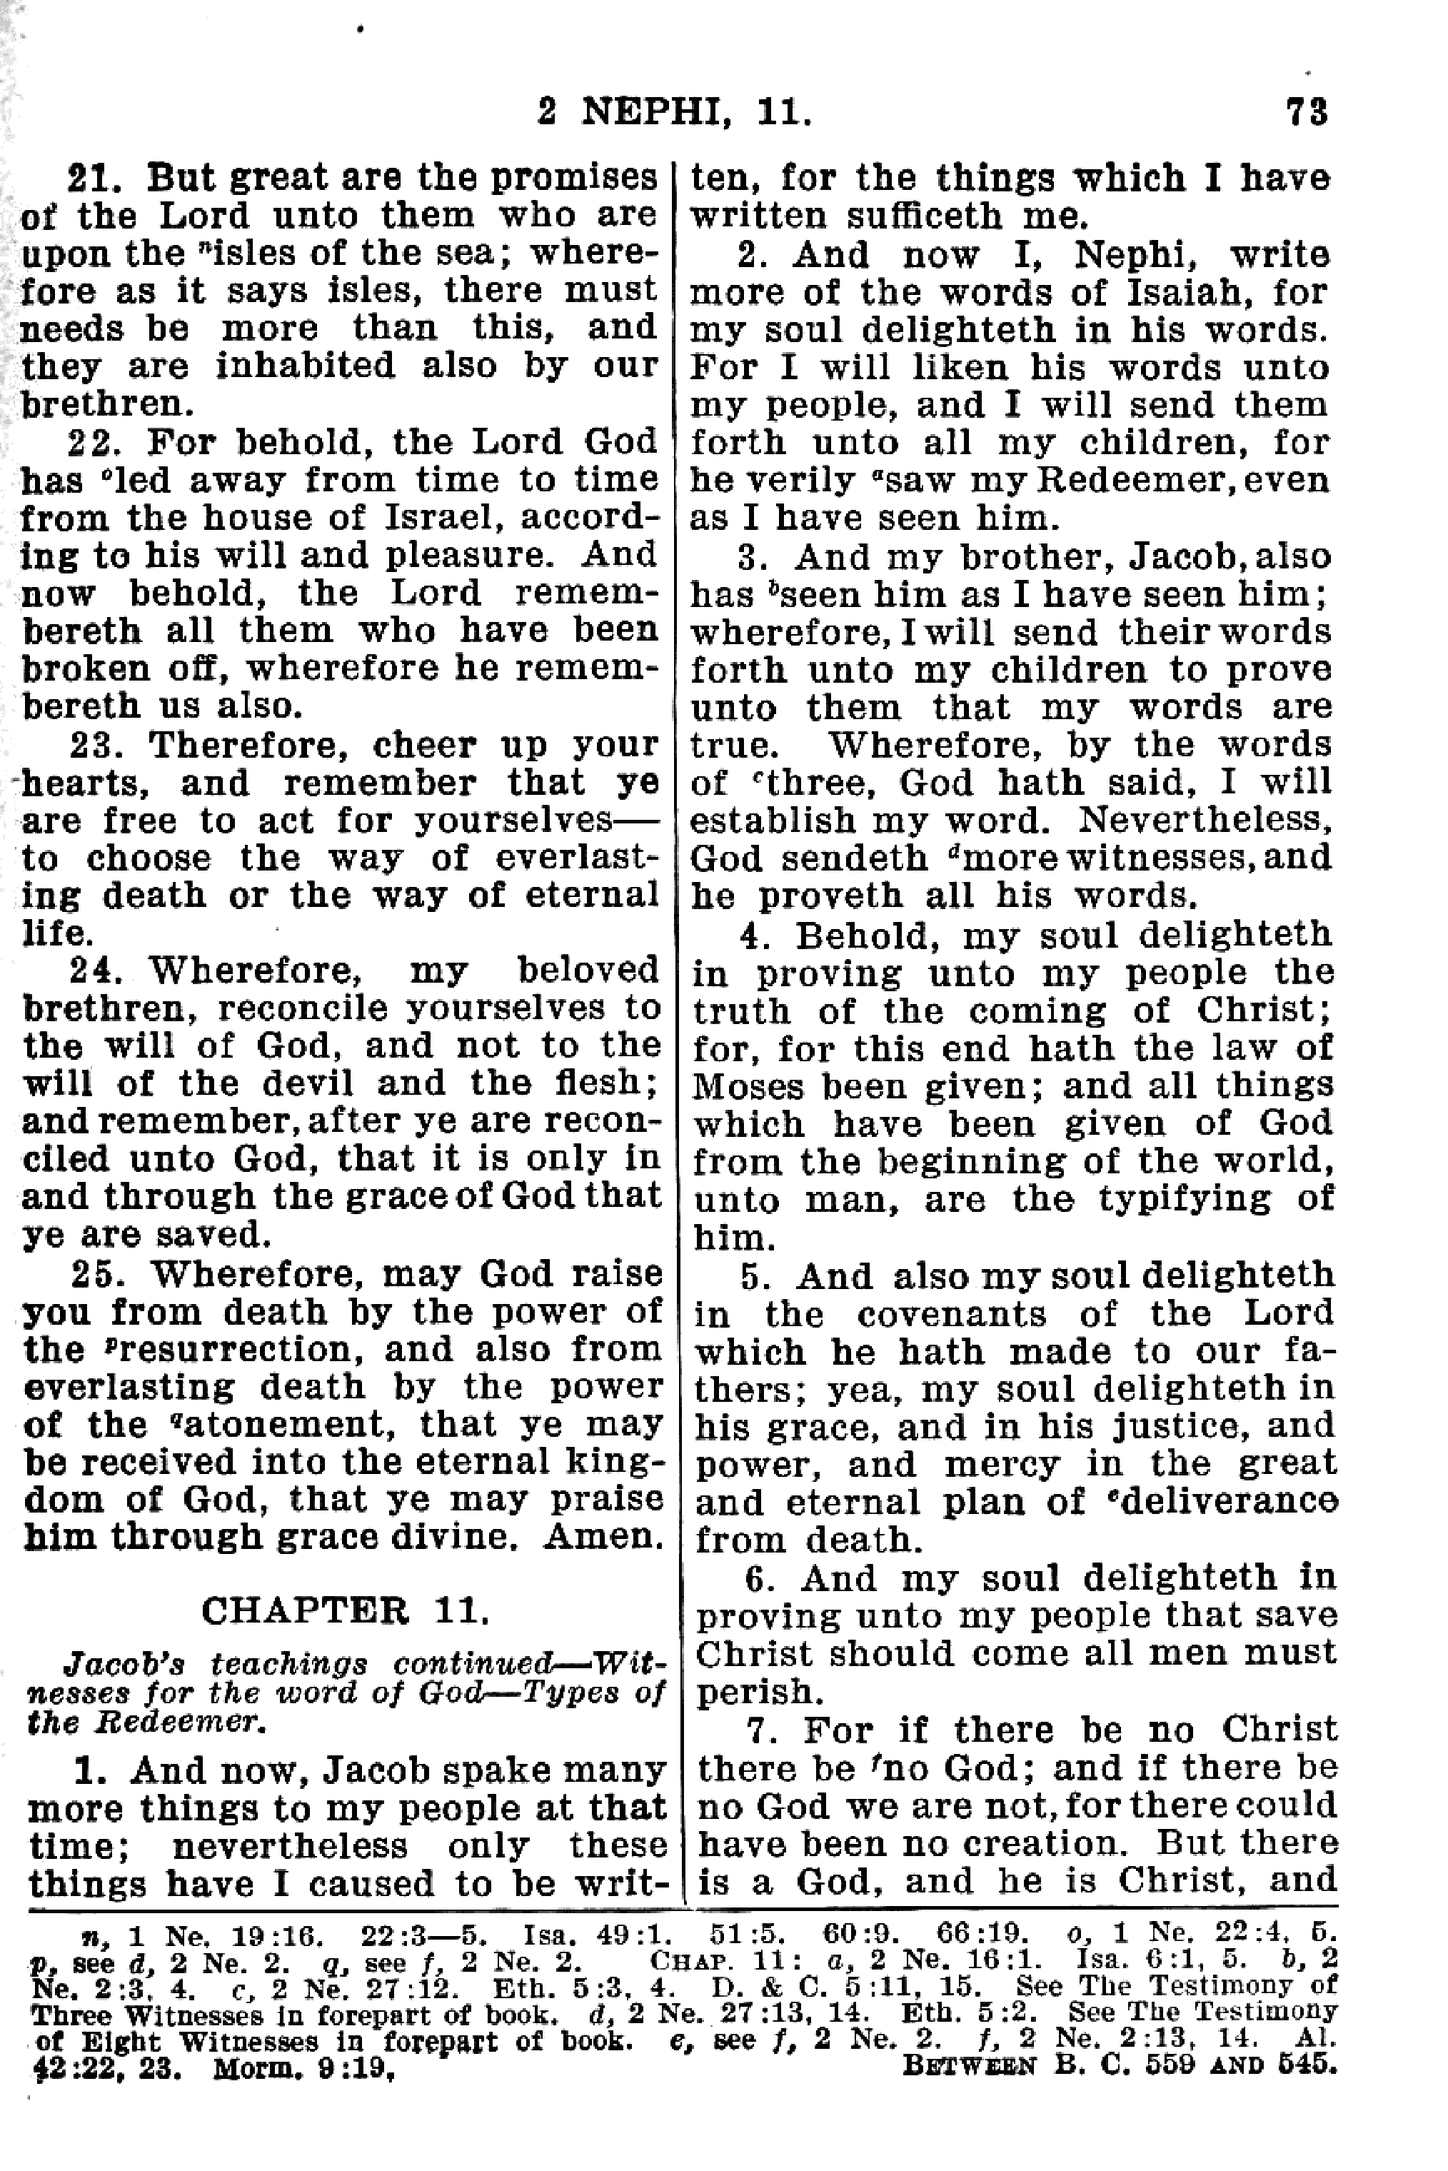 2 NEPHI, 11.
73
21. But great are the promises
of the Lord unto them who are
upon the ⁿisles of the sea; where-
fore as it says isles, there must
needs be more than this, and
they are inhabited also by our
brethren.
22. For behold, the Lord God
has ᵒled away from time to time
from the house of Israel, accord-
ing to his will and pleasure. And
now behold, the Lord remem-
bereth all them who have been
broken off, wherefore he remem-
bereth us also.
23. Therefore, cheer up your
hearts, and remember that ye
are free to act for yourselves—
to choose the way of everlast-
ing death or the way of eternal
life.
24. Wherefore, my beloved
brethren, reconcile yourselves to
the will of God, and not to the
will of the devil and the flesh;
and remember, after ye are recon-
ciled unto God, that it is only in
and through the grace of God that
ye are saved.
25. Wherefore, may God raise
you from death by the power of
the ᵖresurrection, and also from
everlasting death by the power
of the qatonement, that ye may
be received into the eternal king-
dom of God, that ye may praise
him through grace divine. Amen.
CHAPTER 11.
Jacob's teachings continued—Wit-
nesses for the word of God—Types of
the Redeemer.
1. And now, Jacob spake many
more things to my people at that
time; nevertheless only these
things have I caused to be writ-
ten, for the things which I have
written sufficeth me.
2. And now I, Nephi, write
more of the words of Isaiah, for
my soul delighteth in his words.
For I will liken his words unto
my people, and I will send them
forth unto all my children, for
he verily ᵃsaw my Redeemer, even
as I have seen him.
3. And my brother, Jacob, also
has ᵇseen him as I have seen him;
wherefore, I will send their words
forth unto my children to prove
unto them that my words are
true. Wherefore, by the words
of ᶜthree, God hath said, I will
establish my word. Nevertheless,
God sendeth ᵈmore witnesses, and
he proveth all his words.
4. Behold, my soul delighteth
in proving unto my people the
truth of the coming of Christ;
for, for this end hath the law of
Moses been given; and all things
which have been given of God
from the beginning of the world,
unto man, are the typifying of
him.
5. And also my soul delighteth
in the covenants of the Lord
which he hath made to our fa-
thers; yea, my soul delighteth in
his grace, and in his justice, and
power, and mercy in the great
and eternal plan of ᵉdeliverance
from death.
6. And my soul delighteth in
proving unto my people that save
Christ should come all men must
perish.
7. For if there be no Christ
there be ᶠno God; and if there be
no God we are not, for there could
have been no creation. But there
is a God, and he is Christ, and
n, 1 Ne. 19:16. 22:3—5. Isa. 49:1. 51:5. 60:9. 66:19. o, 1 Ne. 22:4, 5.
p, see d, 2 Ne. 2. q, see f, 2 Ne. 2. CHAP. 11: a, 2 Ne. 16:1. Isa. 6:1, 5. b, 2
Ne. 2:3, 4. c, 2 Ne. 27:12. Eth. 5:3, 4. D. & C. 5:11, 15. See The Testimony of
Three Witnesses in forepart of book. d, 2 Ne. 27:13, 14. Eth. 5:2. See The Testimony
of Eight Witnesses in forepart of book. e, see f, 2 Ne. 2. f, 2 Ne. 2:13, 14. Al.
42:22, 23. Morm. 9:19,
BETWEEN B. C. 559 AND 545.